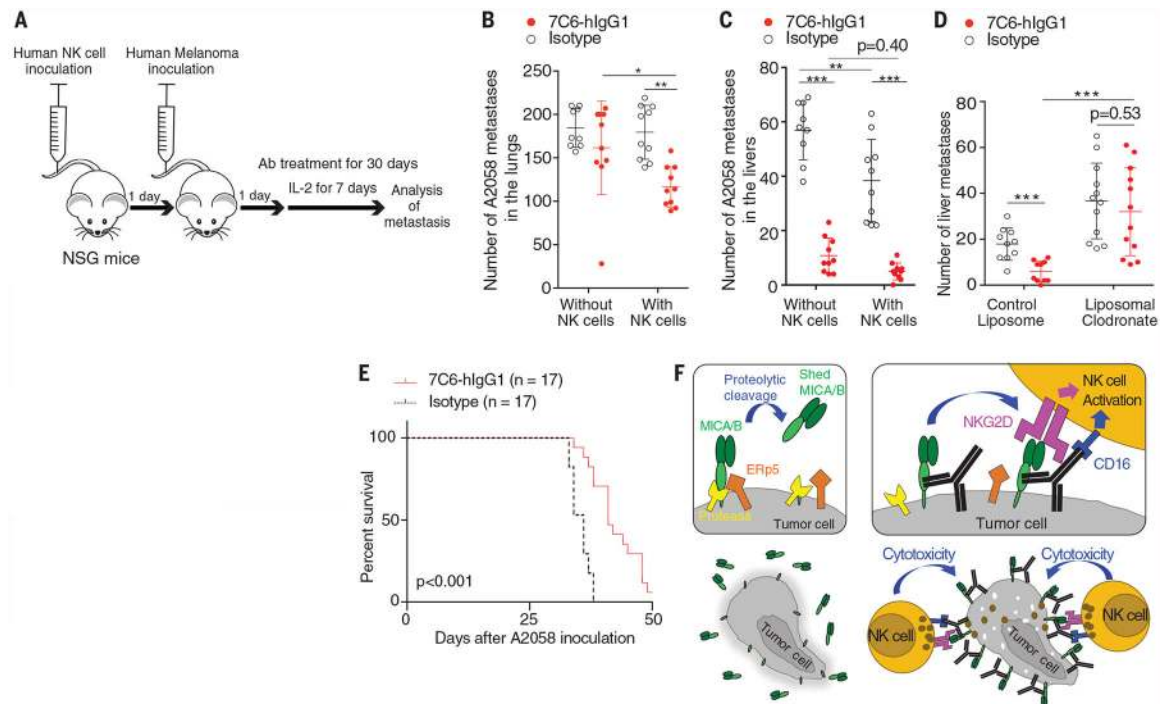 A
Human NK cell
inoculation
Human Melanoma
inoculation
1 day
1 day
Ab treatment for 30 days
IL-2 for 7 days
Analysis
of
metastasis
NSG mice
B
7C6-hIgG1
Isotype
*
**
Number of A2058 metastases
in the lungs
250
200
150
100
50
0
Without
NK cells
With
NK cells
C
7C6-hIgG1
Isotype
p=0.40
**
***
***
Number of A2058 metastases
in the livers
80
60
40
20
0
Without
NK cells
With
NK cells
D
7C6-hIgG1
Isotype
***
p=0.53
***
Number of liver metastases
80
60
40
20
0
Control
Liposome
Liposomal
Clodronate
E
7C6-hIgG1 (n = 17)
Isotype (n = 17)
Percent survival
100
0
p<0.001
0
25
50
Days after A2058 inoculation
F
Proteolytic
cleavage
Shed
MICA/B
MICA/B
ERp5
Protease
Tumor cell
NK cell
Activation
NKG2D
CD16
Tumor cell
Tumor cell
Cytotoxicity
Cytotoxicity
NK cell
NK cell
Tumor cell